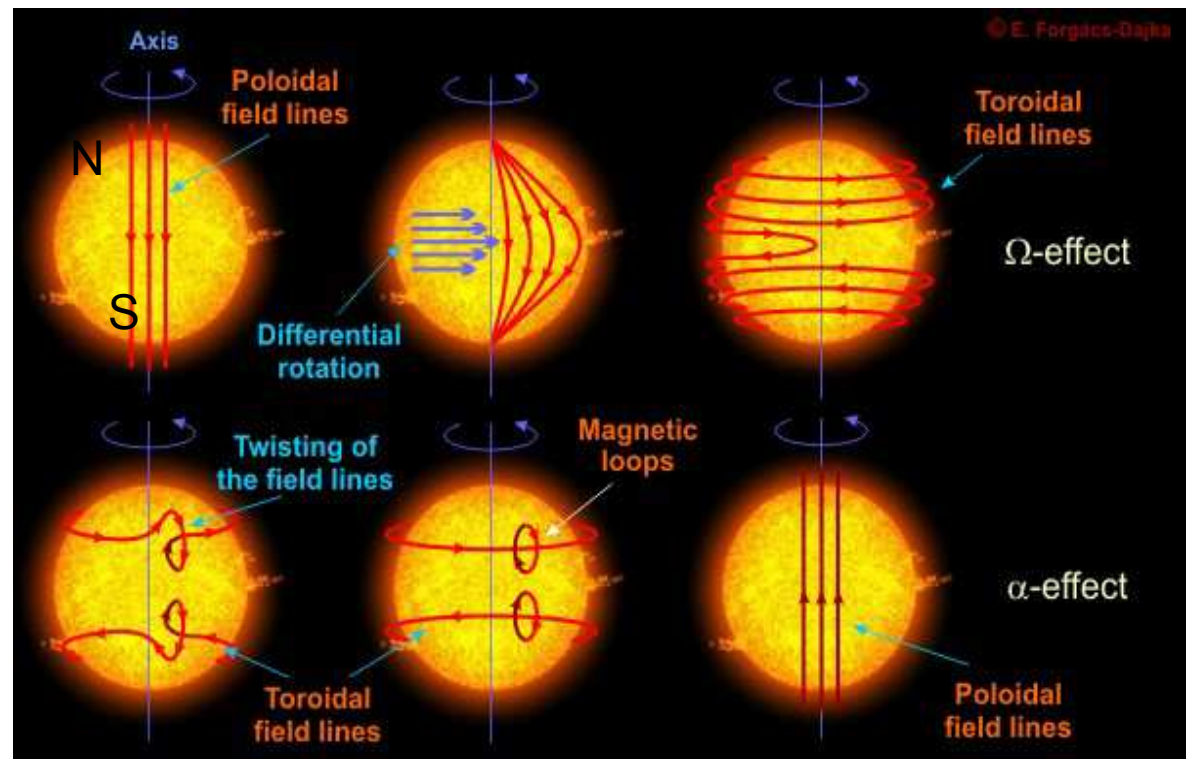 © E. Forgács-Dajka
Axis
Poloidal
field lines
Toroidal
field lines
N
S
Differential
rotation
Ω-effect
Twisting of
the field lines
Magnetic
loops
Toroidal
field lines
Poloidal
field lines
α-effect